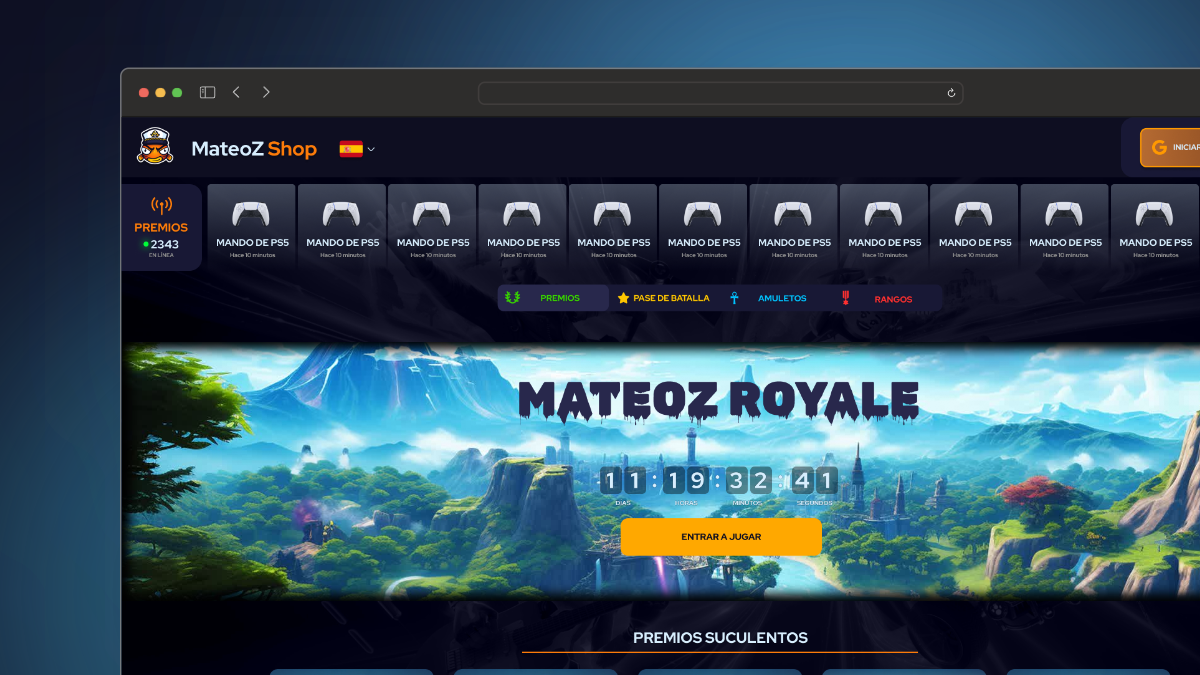 MateoZ Shop
INICIAR
PREMIOS
2343
EN LÍNEA
MANDO DE PS5
Hace 10 minutos
MANDO DE PS5
Hace 10 minutos
MANDO DE PS5
Hace 10 minutos
MANDO DE PS5
Hace 10 minutos
MANDO DE PS5
Hace 10 minutos
MANDO DE PS5
Hace 10 minutos
MANDO DE PS5
Hace 10 minutos
MANDO DE PS5
Hace 10 minutos
MANDO DE PS5
Hace 10 minutos
MANDO DE PS5
Hace 10 minutos
MANDO DE PS5
Hace 10 minutos
PREMIOS
PASE DE BATALLA
AMULETOS
RANGOS
MATEOZ ROYALE
11:19:32:41
DÍAS HORAS MINUTOS SEGUNDOS
ENTRAR A JUGAR
PREMIOS SUCULENTOS